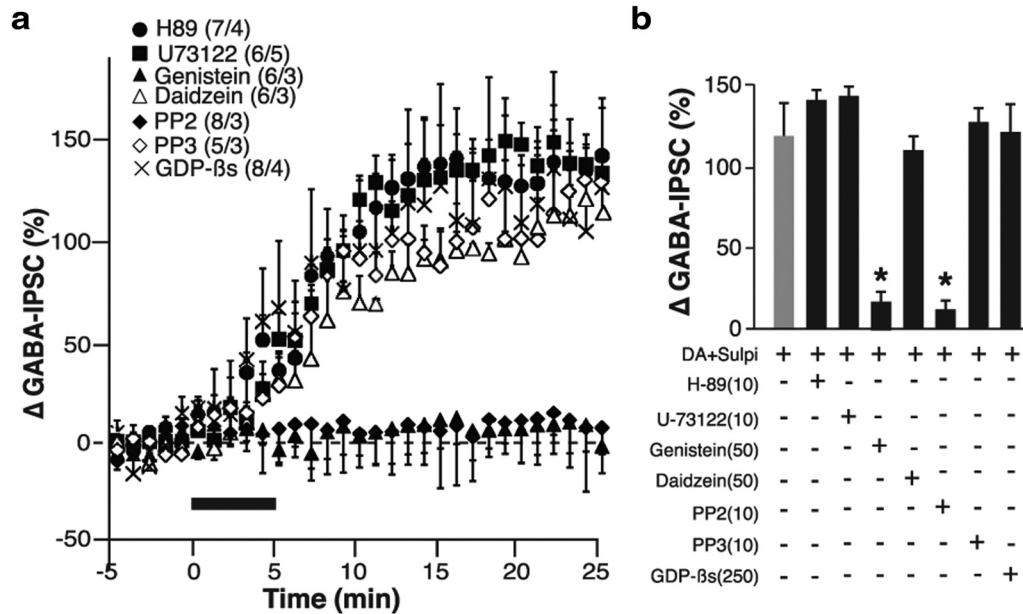 a
H89 (7/4)
U73122 (6/5)
Genistein (6/3)
Daidzein (6/3)
PP2 (8/3)
PP3 (5/3)
GDP-ßs (8/4)
Δ GABA-IPSC (%)
150
100
50
0
-50
-5 0 5 10 15 20 25
Time (min)
b
Δ GABA-IPSC (%)
150
100
50
0
* *
DA+Sulpi + + + + + + + +
H-89(10) - + - - - - - -
U-73122(10) - - + - - - - -
Genistein(50) - - - + - - - -
Daidzein(50) - - - - + - - -
PP2(10) - - - - - + - -
PP3(10) - - - - - - + -
GDP-ßs(250) - - - - - - - +